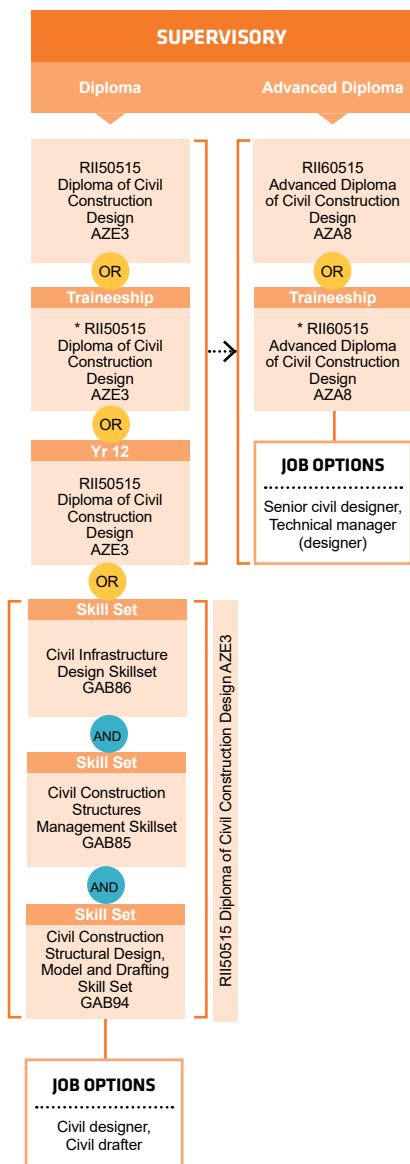 SUPERVISORY
Diploma
Advanced Diploma
RII50515
Diploma of Civil
Construction
Design
AZE3
OR
Traineeship
* RII50515
Diploma of Civil
Construction
Design
AZE3
OR
Yr 12
RII50515
Diploma of Civil
Construction
Design
AZE3
OR
Skill Set
Civil Infrastructure
Design Skillset
GAB86
AND
Skill Set
Civil Construction
Structures
Management Skillset
GAB85
AND
Skill Set
Civil Construction
Structural Design,
Model and Drafting
Skill Set
GAB94
RII50515 Diploma of Civil Construction Design AZE3
JOB OPTIONS
Civil designer,
Civil drafter
RII60515
Advanced Diploma
of Civil Construction
Design
AZA8
OR
Traineeship
* RII60515
Advanced Diploma
of Civil Construction
Design
AZA8
JOB OPTIONS
Senior civil designer,
Technical manager
(designer)